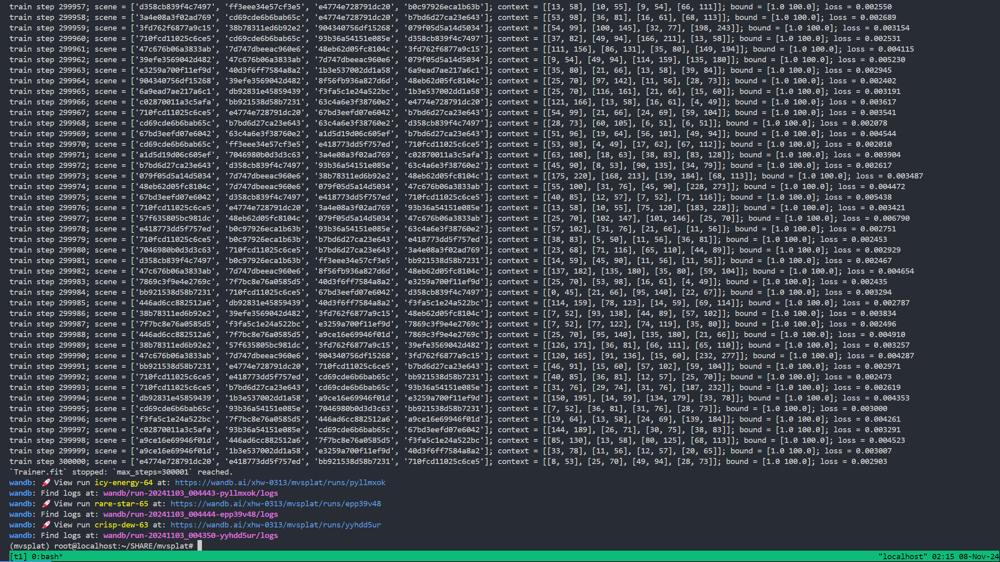 train step 299957; scene = ['d358cb839f4c7497', 'ff3eee34e57cf3e5', 'e4774e728791dc20', 'b0c97926eca1b63b']; context = [[13, 58], [10, 55], [9, 54], [66, 111]]; bound = [1.0 100.0]; loss = 0.002550
train step 299958; scene = ['3a4e08a3f02ad769', 'cd69cde6b6bab65c', 'e4774e728791dc20', 'b7bd6d27ca23e643']; context = [[53, 98], [36, 81], [16, 61], [68, 113]]; bound = [1.0 100.0]; loss = 0.002689
train step 299959; scene = ['3fd762f6877a9c15', '38b78311ed6b92e2', '904340756df15268', '079f05d5a14d5034']; context = [[54, 99], [100, 145], [32, 77], [198, 243]]; bound = [1.0 100.0]; loss = 0.003154
train step 299960; scene = ['710fcd11025c6ce5', 'cd69cde6b6bab65c', '93b36a54151e085e', 'd358cb839f4c7497']; context = [[37, 82], [49, 94], [166, 211], [13, 58]]; bound = [1.0 100.0]; loss = 0.002531
train step 299961; scene = ['47c676b06a3833ab', '7d747dbeeac960e6', '48eb62d05fc8104c', '3fd762f6877a9c15']; context = [[111, 156], [86, 131], [35, 80], [149, 194]]; bound = [1.0 100.0]; loss = 0.004115
train step 299962; scene = ['39efe3569042d482', '47c676b06a3833ab', '7d747dbeeac960e6', '079f05d5a14d5034']; context = [[9, 54], [49, 94], [114, 159], [135, 180]]; bound = [1.0 100.0]; loss = 0.005230
train step 299963; scene = ['e3259a700f11ef9d', '40d3f6ff7584a8a2', '1b3e537002dd1a58', '6a9ead7ae217a6c1']; context = [[35, 80], [21, 66], [13, 58], [39, 84]]; bound = [1.0 100.0]; loss = 0.002945
train step 299964; scene = ['904340756df15268', '39efe3569042d482', '8f56fb936a827d6d', '48eb62d05fc8104c']; context = [[25, 70], [97, 142], [11, 56], [28, 73]]; bound = [1.0 100.0]; loss = 0.002402
train step 299965; scene = ['6a9ead7ae217a6c1', 'db92831e45859439', 'f3fa5c1e24a522bc', '1b3e537002dd1a58']; context = [[25, 70], [116, 161], [21, 66], [15, 60]]; bound = [1.0 100.0]; loss = 0.003191
train step 299966; scene = ['c02870011a3c5afa', 'bb921538d58b7231', '63c4a6e3f38760e2', 'e4774e728791dc20']; context = [[121, 166], [13, 58], [16, 61], [4, 49]]; bound = [1.0 100.0]; loss = 0.003617
train step 299967; scene = ['710fcd11025c6ce5', 'e4774e728791dc20', '67bd3eefd07e6042', 'b7bd6d27ca23e643']; context = [[54, 99], [21, 66], [24, 69], [59, 104]]; bound = [1.0 100.0]; loss = 0.003541
train step 299968; scene = ['cd69cde6b6bab65c', 'b7bd6d27ca23e643', '63c4a6e3f38760e2', 'd358cb839f4c7497']; context = [[28, 73], [60, 105], [6, 51], [6, 51]]; bound = [1.0 100.0]; loss = 0.002078
train step 299969; scene = ['67bd3eefd07e6042', '63c4a6e3f38760e2', 'a1d5d19d06c605ef', 'b7bd6d27ca23e643']; context = [[51, 96], [19, 64], [56, 101], [49, 94]]; bound = [1.0 100.0]; loss = 0.004544
train step 299970; scene = ['cd69cde6b6bab65c', 'ff3eee34e57cf3e5', 'e418773dd5f757ed', '710fcd11025c6ce5']; context = [[53, 98], [4, 49], [17, 62], [67, 112]]; bound = [1.0 100.0]; loss = 0.002010
train step 299971; scene = ['a1d5d19d06c605ef', '7046980b0d3d3c63', '3a4e08a3f02ad769', 'c02870011a3c5afa']; context = [[63, 108], [18, 63], [38, 83], [83, 128]]; bound = [1.0 100.0]; loss = 0.003904
train step 299972; scene = ['b7bd6d27ca23e643', 'd358cb839f4c7497', '93b36a54151e085e', '63c4a6e3f38760e2']; context = [[45, 90], [8, 53], [90, 135], [34, 79]]; bound = [1.0 100.0]; loss = 0.002617
train step 299973; scene = ['079f05d5a14d5034', '7d747dbeeac960e6', '38b78311ed6b92e2', '48eb62d05fc8104c']; context = [[175, 220], [168, 213], [139, 184], [68, 113]]; bound = [1.0 100.0]; loss = 0.003487
train step 299974; scene = ['48eb62d05fc8104c', '7d747dbeeac960e6', '079f05d5a14d5034', '47c676b06a3833ab']; context = [[55, 100], [31, 76], [45, 90], [228, 273]]; bound = [1.0 100.0]; loss = 0.004472
train step 299975; scene = ['67bd3eefd07e6042', 'd358cb839f4c7497', 'e418773dd5f757ed', '710fcd11025c6ce5']; context = [[40, 85], [12, 57], [7, 52], [71, 116]]; bound = [1.0 100.0]; loss = 0.005438
train step 299976; scene = ['710fcd11025c6ce5', 'e4774e728791dc20', '3a4e08a3f02ad769', '93b36a54151e085e']; context = [[13, 58], [10, 55], [75, 120], [183, 228]]; bound = [1.0 100.0]; loss = 0.003421
train step 299977; scene = ['57f635805bc981dc', '48eb62d05fc8104c', '079f05d5a14d5034', '47c676b06a3833ab']; context = [[25, 70], [102, 147], [101, 146], [25, 70]]; bound = [1.0 100.0]; loss = 0.006790
train step 299978; scene = ['e418773dd5f757ed', 'b0c97926eca1b63b', '93b36a54151e085e', '63c4a6e3f38760e2']; context = [[57, 102], [31, 76], [21, 66], [11, 56]]; bound = [1.0 100.0]; loss = 0.002751
train step 299979; scene = ['710fcd11025c6ce5', 'b0c97926eca1b63b', 'b7bd6d27ca23e643', 'e418773dd5f757ed']; context = [[38, 83], [5, 50], [11, 56], [36, 81]]; bound = [1.0 100.0]; loss = 0.002453
train step 299980; scene = ['7046980b0d3d3c63', '710fcd11025c6ce5', 'b7bd6d27ca23e643', '3a4e08a3f02ad769']; context = [[23, 68], [71, 116], [65, 110], [44, 89]]; bound = [1.0 100.0]; loss = 0.002929
train step 299981; scene = ['d358cb839f4c7497', 'b0c97926eca1b63b', 'ff3eee34e57cf3e5', 'bb921538d58b7231']; context = [[14, 59], [45, 90], [11, 56], [11, 56]]; bound = [1.0 100.0]; loss = 0.002467
train step 299982; scene = ['47c676b06a3833ab', '7d747dbeeac960e6', '8f56fb936a827d6d', '48eb62d05fc8104c']; context = [[137, 182], [135, 180], [35, 80], [59, 104]]; bound = [1.0 100.0]; loss = 0.004654
train step 299983; scene = ['7869c3f9e4e2769c', '7f7bc8e76a0585d5', '40d3f6ff7584a8a2', 'e3259a700f11ef9d']; context = [[25, 70], [53, 98], [16, 61], [4, 49]]; bound = [1.0 100.0]; loss = 0.002435
train step 299984; scene = ['bb921538d58b7231', '710fcd11025c6ce5', '67bd3eefd07e6042', 'd358cb839f4c7497']; context = [[0, 45], [21, 66], [95, 140], [22, 67]]; bound = [1.0 100.0]; loss = 0.003294
train step 299985; scene = ['446ad6cc882512a6', 'db92831e45859439', '40d3f6ff7584a8a2', 'f3fa5c1e24a522bc']; context = [[114, 159], [78, 123], [14, 59], [69, 114]]; bound = [1.0 100.0]; loss = 0.002787
train step 299986; scene = ['38b78311ed6b92e2', '39efe3569042d482', '3fd762f6877a9c15', '48eb62d05fc8104c']; context = [[7, 52], [93, 138], [44, 89], [57, 102]]; bound = [1.0 100.0]; loss = 0.003834
train step 299987; scene = ['7f7bc8e76a0585d5', 'f3fa5c1e24a522bc', 'e3259a700f11ef9d', '7869c3f9e4e2769c']; context = [[7, 52], [77, 122], [74, 119], [35, 80]]; bound = [1.0 100.0]; loss = 0.002496
train step 299988; scene = ['446ad6cc882512a6', '7f7bc8e76a0585d5', 'a9ce16e69946f01d', '7869c3f9e4e2769c']; context = [[25, 70], [95, 140], [135, 180], [21, 66]]; bound = [1.0 100.0]; loss = 0.004910
train step 299989; scene = ['38b78311ed6b92e2', '57f635805bc981dc', '3fd762f6877a9c15', '39efe3569042d482']; context = [[126, 171], [36, 81], [66, 111], [65, 110]]; bound = [1.0 100.0]; loss = 0.003257
train step 299990; scene = ['47c676b06a3833ab', '7d747dbeeac960e6', '904340756df15268', '3fd762f6877a9c15']; context = [[120, 165], [91, 136], [15, 60], [232, 277]]; bound = [1.0 100.0]; loss = 0.004287
train step 299991; scene = ['bb921538d58b7231', 'e4774e728791dc20', '710fcd11025c6ce5', 'b7bd6d27ca23e643']; context = [[46, 91], [15, 60], [57, 102], [59, 104]]; bound = [1.0 100.0]; loss = 0.002971
train step 299992; scene = ['710fcd11025c6ce5', 'e418773dd5f757ed', 'cd69cde6b6bab65c', 'bb921538d58b7231']; context = [[40, 85], [36, 81], [12, 57], [25, 70]]; bound = [1.0 100.0]; loss = 0.002473
train step 299993; scene = ['710fcd11025c6ce5', 'b7bd6d27ca23e643', 'cd69cde6b6bab65c', '93b36a54151e085e']; context = [[31, 76], [29, 74], [31, 76], [187, 232]]; bound = [1.0 100.0]; loss = 0.002619
train step 299994; scene = ['db92831e45859439', '1b3e537002dd1a58', 'a9ce16e69946f01d', 'e3259a700f11ef9d']; context = [[150, 195], [14, 59], [134, 179], [33, 78]]; bound = [1.0 100.0]; loss = 0.004353
train step 299995; scene = ['cd69cde6b6bab65c', '93b36a54151e085e', '7046980b0d3d3c63', 'bb921538d58b7231']; context = [[7, 52], [36, 81], [31, 76], [28, 73]]; bound = [1.0 100.0]; loss = 0.003000
train step 299996; scene = ['f3fa5c1e24a522bc', '7f7bc8e76a0585d5', '446ad6cc882512a6', 'a9ce16e69946f01d']; context = [[19, 64], [13, 58], [24, 69], [139, 184]]; bound = [1.0 100.0]; loss = 0.004261
train step 299997; scene = ['c02870011a3c5afa', '93b36a54151e085e', 'cd69cde6b6bab65c', '67bd3eefd07e6042']; context = [[144, 189], [26, 71], [30, 75], [38, 83]]; bound = [1.0 100.0]; loss = 0.003291
train step 299998; scene = ['a9ce16e69946f01d', '446ad6cc882512a6', '7f7bc8e76a0585d5', 'f3fa5c1e24a522bc']; context = [[85, 130], [13, 58], [80, 125], [68, 113]]; bound = [1.0 100.0]; loss = 0.004523
train step 299999; scene = ['a9ce16e69946f01d', '1b3e537002dd1a58', 'e3259a700f11ef9d', '40d3f6ff7584a8a2']; context = [[33, 78], [11, 56], [12, 57], [20, 65]]; bound = [1.0 100.0]; loss = 0.003007
train step 300000; scene = ['e4774e728791dc20', 'e418773dd5f757ed', 'bb921538d58b7231', '710fcd11025c6ce5']; context = [[8, 53], [25, 70], [49, 94], [28, 73]]; bound = [1.0 100.0]; loss = 0.002903
`Trainer.fit` stopped: `max_steps=300001` reached.
wandb: 🚀 View run icy-energy-64 at: https://wandb.ai/xhw-0313/mvsplat/runs/pyllmxok
wandb: Find logs at: wandb/run-20241103_004443-pyllmxok/logs
wandb: 🚀 View run rare-star-65 at: https://wandb.ai/xhw-0313/mvsplat/runs/epp39v48
wandb: Find logs at: wandb/run-20241103_004444-epp39v48/logs
wandb: 🚀 View run crisp-dew-63 at: https://wandb.ai/xhw-0313/mvsplat/runs/yyhdd5ur
wandb: Find logs at: wandb/run-20241103_004350-yyhdd5ur/logs
(mvsplat) root@localhost:~/SHARE/mvsplat#
[t1] 0:bash* "localhost" 02:15 08-Nov-24